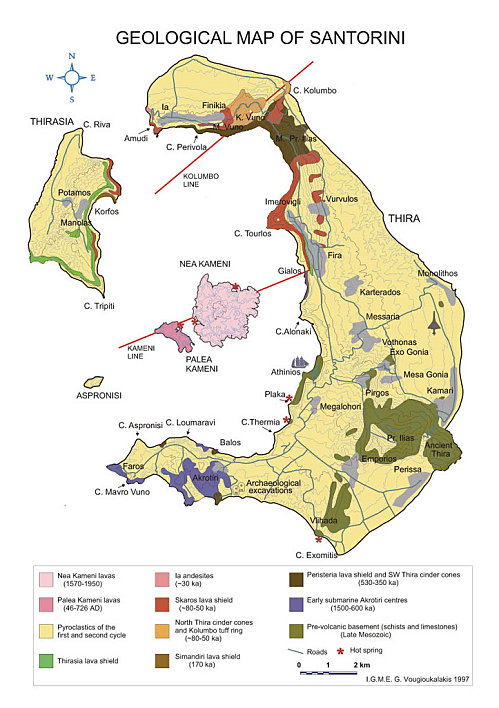 GEOLOGICAL MAP OF SANTORINI
N
W
E
S
C. Kolumbo
Ia
Finikia
K. Vuno
M. Vuno
M. Pr. Ilias
Amudi
C. Perivola
KOLUMBO
LINE
THIRASIA
C. Riva
Potamos
Manolas
Korfos
C. Tripiti
Imerovigli
Vurvulos
THIRA
C. Tourlos
Fira
NEA KAMENI
Gialos
Monolithos
Karterados
Messaria
C.Alonaki
KAMENI
LINE
PALEA
KAMENI
Vothonas
Exo Gonia
Athinios
Mesa Gonia
ASPRONISI
Plaka
Pirgos
Kamari
Megalohori
C.Thermia
C. Aspronisi
C. Loumaravi
Balos
Pr. Ilias
Ancient
Thira
Faros
Emporios
Perissa
Akrotiri
C. Mavro Vuno
Archaeological
excavations
Vlihada
C. Exomitis
Nea Kameni lavas
(1570-1950)
Palea Kameni lavas
(46-726 AD)
Pyroclastics of the
first and second cycle
Thirasia lava shield
Ia andesites
(~30 ka)
Skaros lava shield
(~80-50 ka)
North Thira cinder cones
and Kolumbo tuff ring
(~80-50 ka)
Simandiri lava shield
(170 ka)
Peristeria lava shield and SW Thira cinder cones
(530-350 ka)
Early submarine Akrotiri centres
(1500-600 ka)
Pre-volcanic basement (schists and limestones)
(Late Mesozoic)
Roads
Hot spring
0 1 2 km
I.G.M.E. G. Vougioukalakis 1997